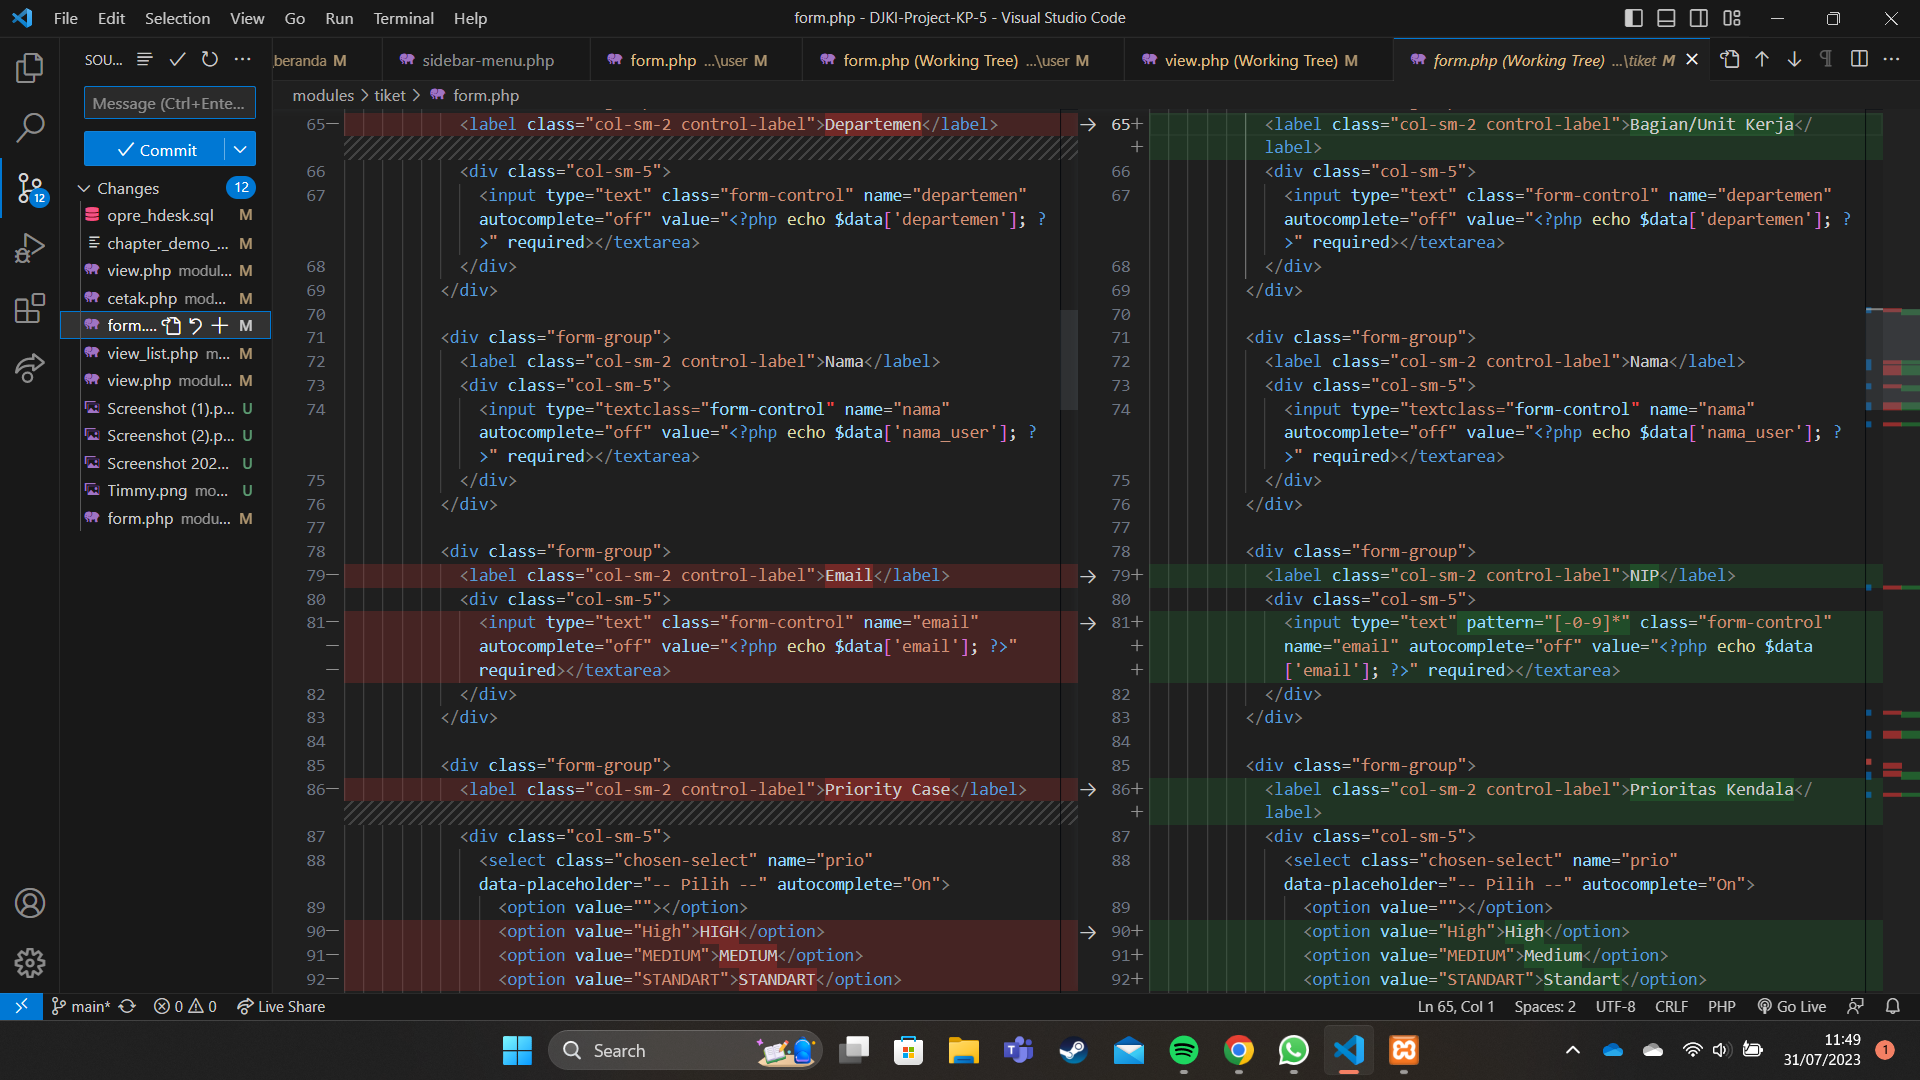 File Edit Selection View Go Run Terminal Help
form.php - DJKI-Project-KP-5 - Visual Studio Code
SOU...
beranda M
sidebar-menu.php
form.php ...\user M
form.php (Working Tree) ...\user M
view.php (Working Tree) M
form.php (Working Tree) ...\tiket M
modules > tiket > form.php
Message (Ctrl+Ente...
Commit
Changes 12
opre_hdesk.sql M
chapter_demo_... M
view.php modul... M
cetak.php mod... M
form.... M
view_list.php m... M
view.php modul... M
Screenshot (1).p... U
Screenshot (2).p... U
Screenshot 202... U
Timmy.png mo... U
form.php modu... M
12
65— <label class="col-sm-2 control-label">Departemen</label>
66 <div class="col-sm-5">
67 <input type="text" class="form-control" name="departemen"
autocomplete="off" value="<?php echo $data['departemen']; ?
>" required></textarea>
68 </div>
69 </div>
70
71 <div class="form-group">
72 <label class="col-sm-2 control-label">Nama</label>
73 <div class="col-sm-5">
74 <input type="textclass="form-control" name="nama"
autocomplete="off" value="<?php echo $data['nama_user']; ?
>" required></textarea>
75 </div>
76 </div>
77
78 <div class="form-group">
79— <label class="col-sm-2 control-label">Email</label>
80 <div class="col-sm-5">
81— <input type="text" class="form-control" name="email"
— autocomplete="off" value="<?php echo $data['email']; ?>"
— required></textarea>
82 </div>
83 </div>
84
85 <div class="form-group">
86— <label class="col-sm-2 control-label">Priority Case</label>
87 <div class="col-sm-5">
88 <select class="chosen-select" name="prio"
data-placeholder="-- Pilih --" autocomplete="On">
89 <option value=""></option>
90— <option value="High">HIGH</option>
91— <option value="MEDIUM">MEDIUM</option>
92— <option value="STANDART">STANDART</option>
65+ <label class="col-sm-2 control-label">Bagian/Unit Kerja</
+ label>
66 <div class="col-sm-5">
67 <input type="text" class="form-control" name="departemen"
autocomplete="off" value="<?php echo $data['departemen']; ?
>" required></textarea>
68 </div>
69 </div>
70
71 <div class="form-group">
72 <label class="col-sm-2 control-label">Nama</label>
73 <div class="col-sm-5">
74 <input type="textclass="form-control" name="nama"
autocomplete="off" value="<?php echo $data['nama_user']; ?
>" required></textarea>
75 </div>
76 </div>
77
78 <div class="form-group">
79+ <label class="col-sm-2 control-label">NIP</label>
80 <div class="col-sm-5">
81+ <input type="text" pattern="[-0-9]*" class="form-control"
+ name="email" autocomplete="off" value="<?php echo $data
+ ['email']; ?>" required></textarea>
82 </div>
83 </div>
84
85 <div class="form-group">
86+ <label class="col-sm-2 control-label">Prioritas Kendala</
+ label>
87 <div class="col-sm-5">
88 <select class="chosen-select" name="prio"
data-placeholder="-- Pilih --" autocomplete="On">
89 <option value=""></option>
90+ <option value="High">High</option>
91+ <option value="MEDIUM">Medium</option>
92+ <option value="STANDART">Standart</option>
main* 0 0 Live Share
Ln 65, Col 1 Spaces: 2 UTF-8 CRLF PHP Go Live
Search
11:49
31/07/2023
1